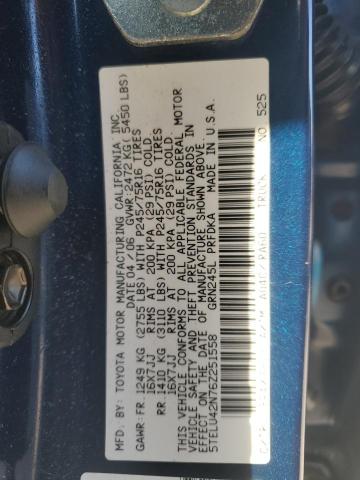 MFD. BY: TOYOTA MOTOR MANUFACTURING CALIFORNIA INC.
DATE 04/06 GVWR: 2472 KG( 5450 LBS)
GAWR: FR 1249 KG (2755 LBS) WITH P245/75R16 TIRES
16X7JJ RIMS AT 200 KPA (29 PSI) COLD.
RR 1410 KG (3110 LBS) WITH P245/75R16 TIRES
16X7JJ RIMS AT 200 KPA (29 PSI) COLD.
THIS VEHICLE CONFORMS TO ALL APPLICABLE FEDERAL MOTOR
VEHICLE SAFETY AND THEFT PREVENTION STANDARDS IN
EFFECT ON THE DATE OF MANUFACTURE SHOWN ABOVE.
5TELU42N76Z251558 GRN245L PRFDKA MADE IN U.S.A.
TRUCK NO 525